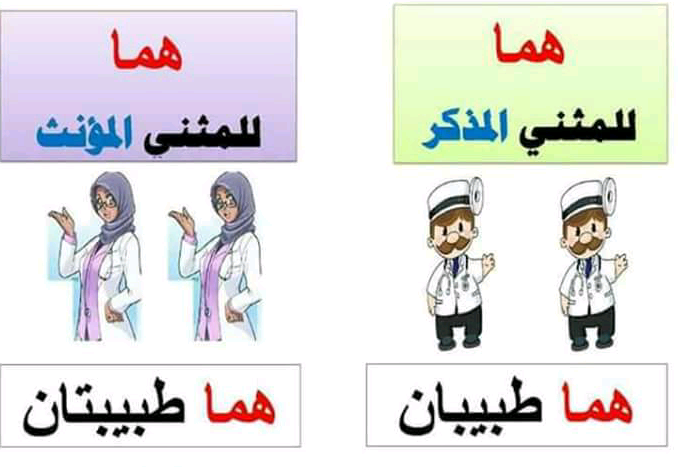 هما
للمثني المذكر
هما طبيبان
هما
للمثني المؤنث
هما طبيبتان